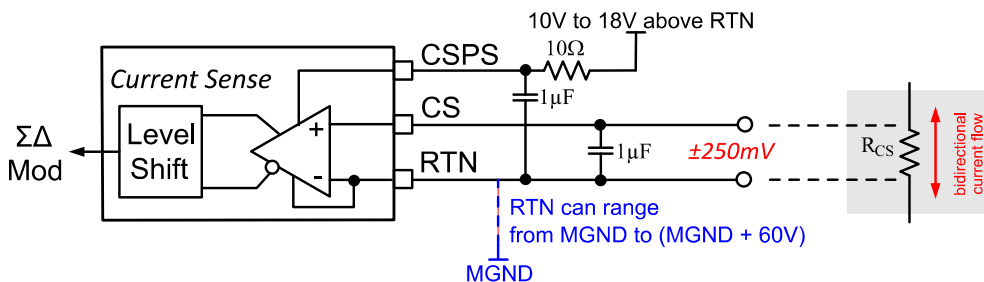 10V to 18V above RTN
CSPS
10Ω
Current Sense
1µF
CS
+
ΣΔ
Mod
Level
Shift
±250mV
1µF
RCS
bidirectional
current flow
RTN
-
RTN can range
from MGND to (MGND + 60V)
MGND